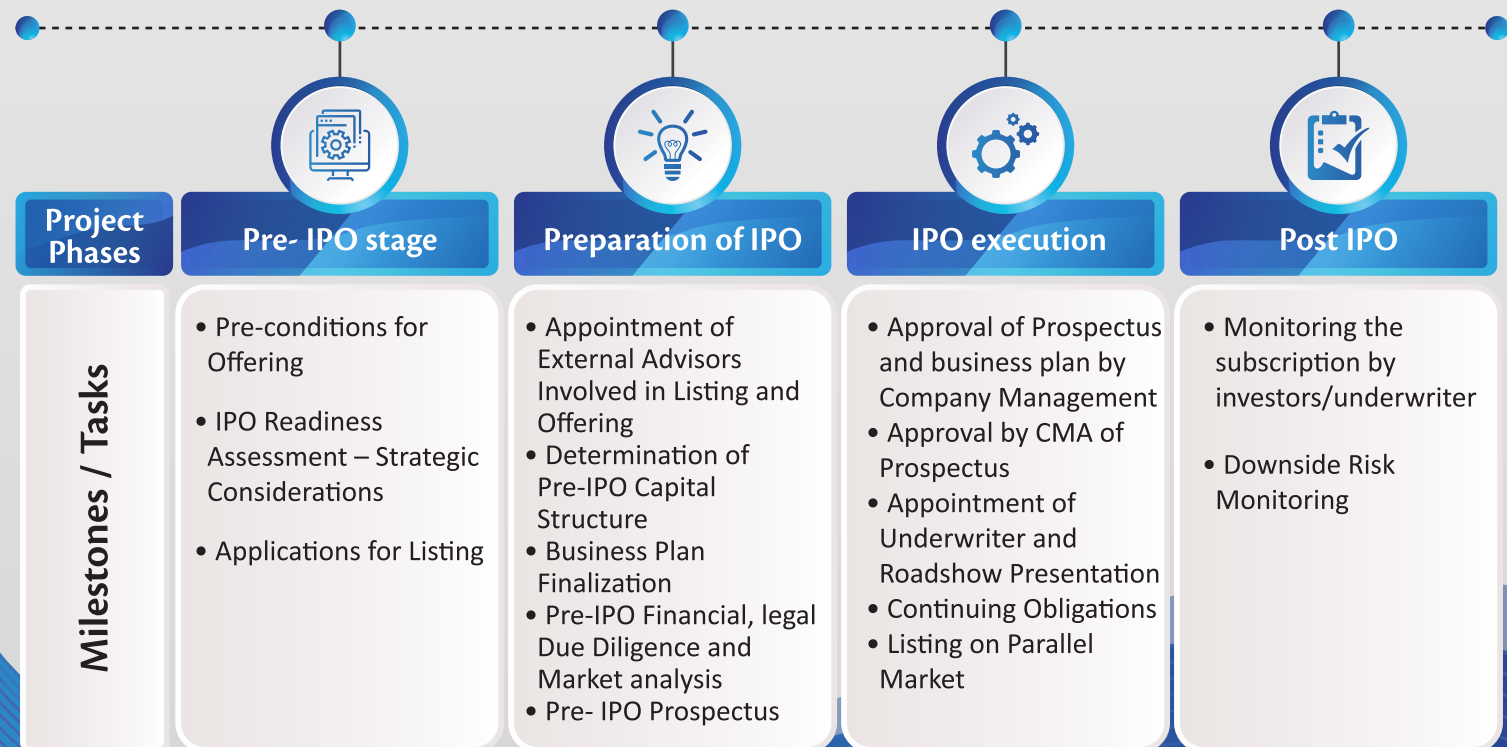 Project
Phases
Pre- IPO stage
Preparation of IPO
IPO execution
Post IPO
Milestones / Tasks
• Pre-conditions for
Offering
• IPO Readiness
Assessment – Strategic
Considerations
• Applications for Listing
• Appointment of
External Advisors
Involved in Listing and
Offering
• Determination of
Pre-IPO Capital
Structure
• Business Plan
Finalization
• Pre-IPO Financial, legal
Due Diligence and
Market analysis
• Pre- IPO Prospectus
• Approval of Prospectus
and business plan by
Company Management
• Approval by CMA of
Prospectus
• Appointment of
Underwriter and
Roadshow Presentation
• Continuing Obligations
• Listing on Parallel
Market
• Monitoring the
subscription by
investors/underwriter
• Downside Risk
Monitoring